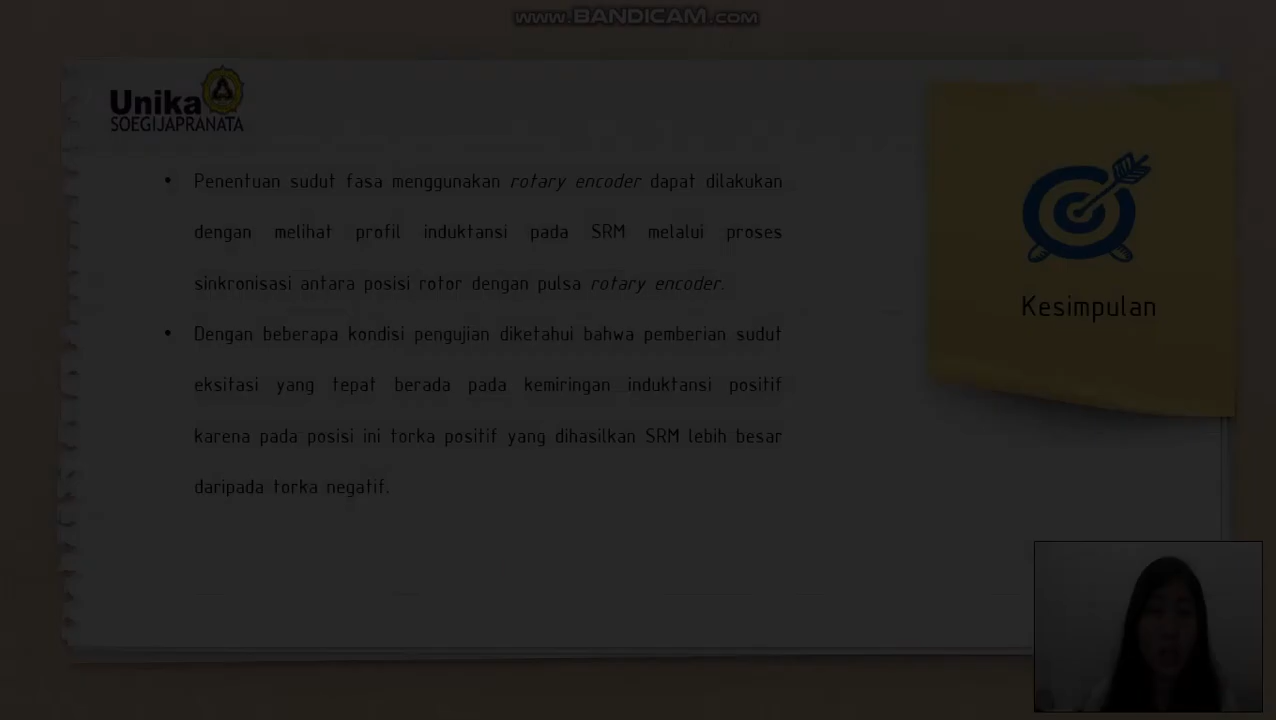 www.BANDICAM.com
Unika
SOEGIJAPRANATA
• Penentuan sudut fasa menggunakan rotary encoder dapat dilakukan
dengan melihat profil induktansi pada SRM melalui proses
sinkronisasi antara posisi rotor dengan pulsa rotary encoder.
• Dengan beberapa kondisi pengujian diketahui bahwa pemberian sudut
eksitasi yang tepat berada pada kemiringan induktansi positif
karena pada posisi ini torka positif yang dihasilkan SRM lebih besar
daripada torka negatif.
Kesimpulan